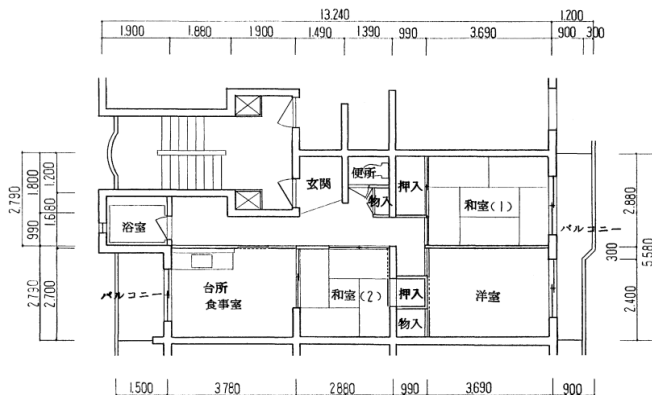 13.240
1.200
1.900
1.880
1.900
1.490
1.390
990
3.690
900
300
2.790
1.800
1.200
990
1.680
2.790
2.700
玄関
便所
物入
押入
和室(1)
浴室
バルコニー
台所
食事室
和室(2)
押入
物入
洋室
バルコニー
2.880
300
2.400
5.580
1.500
3.780
2.880
990
3.690
900